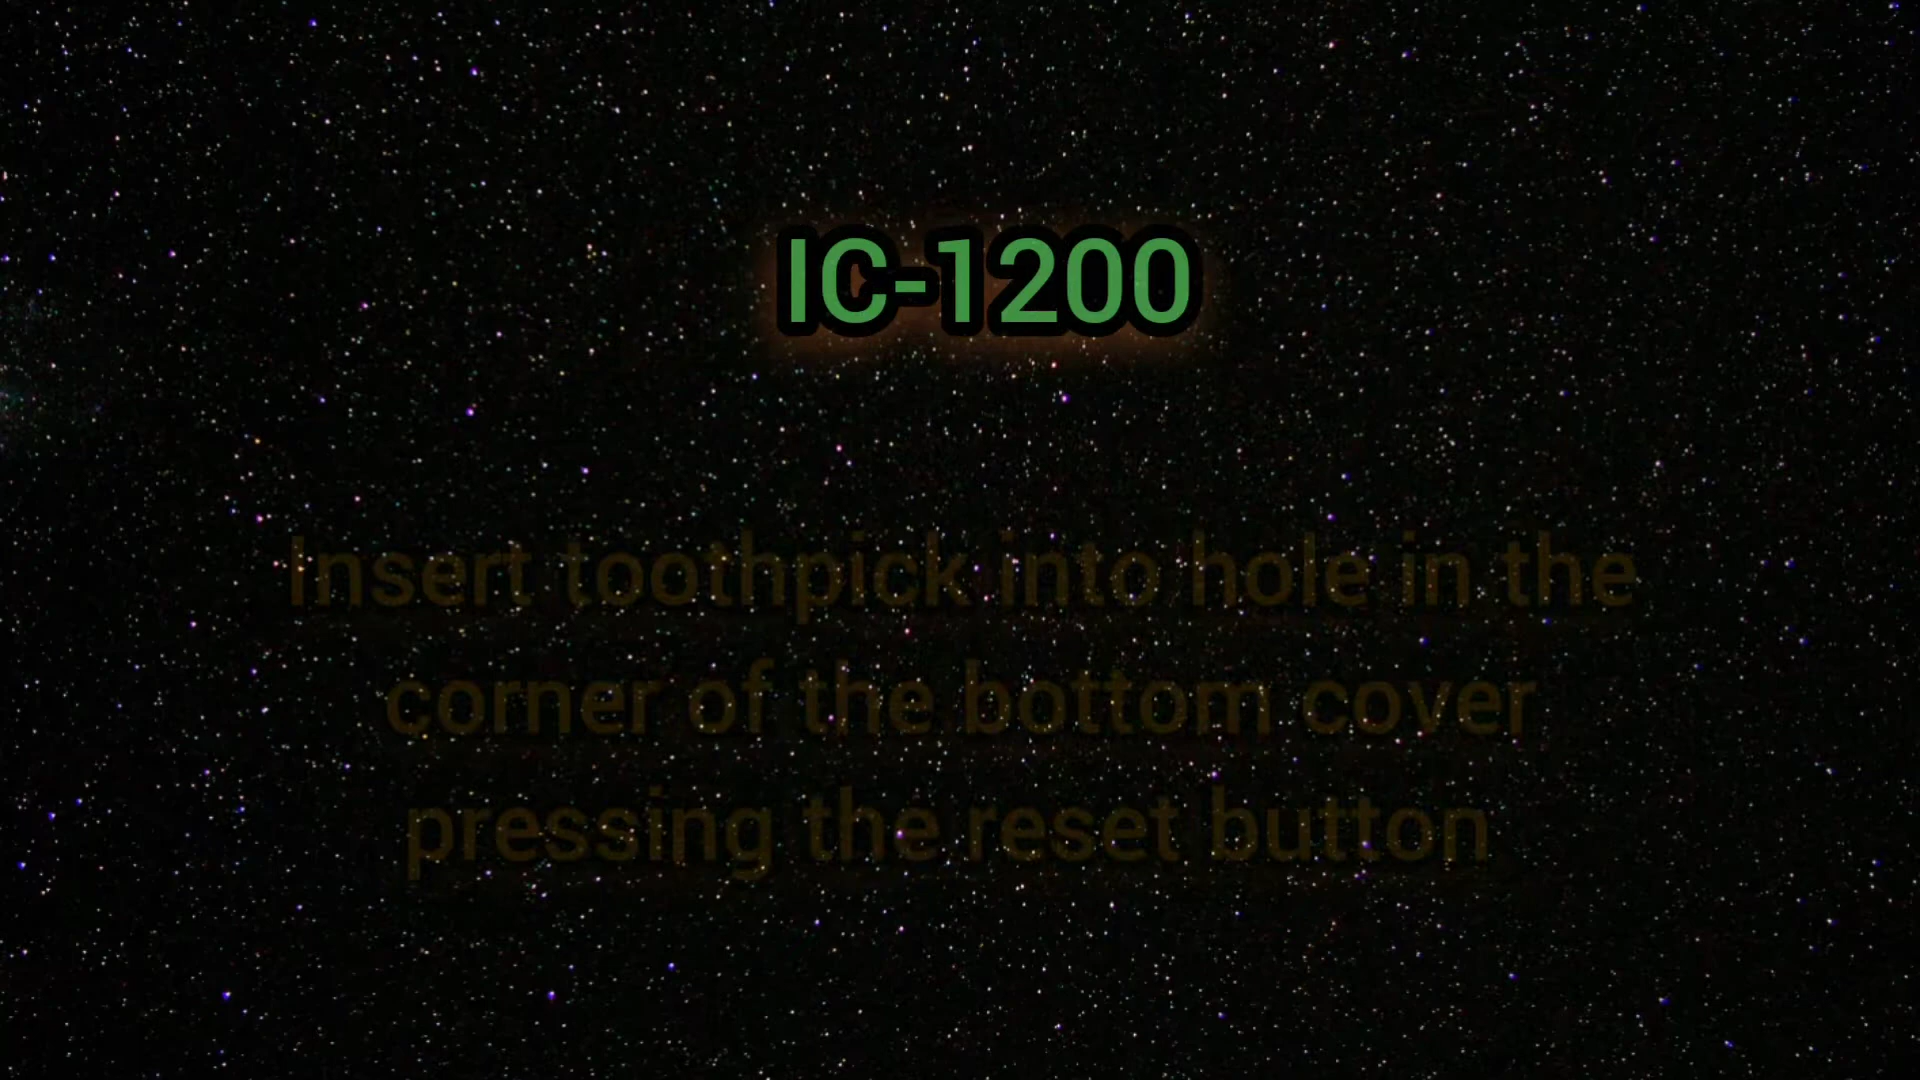 IC-1200
Insert toothpick into hole in the
corner of the bottom cover
pressing the reset button